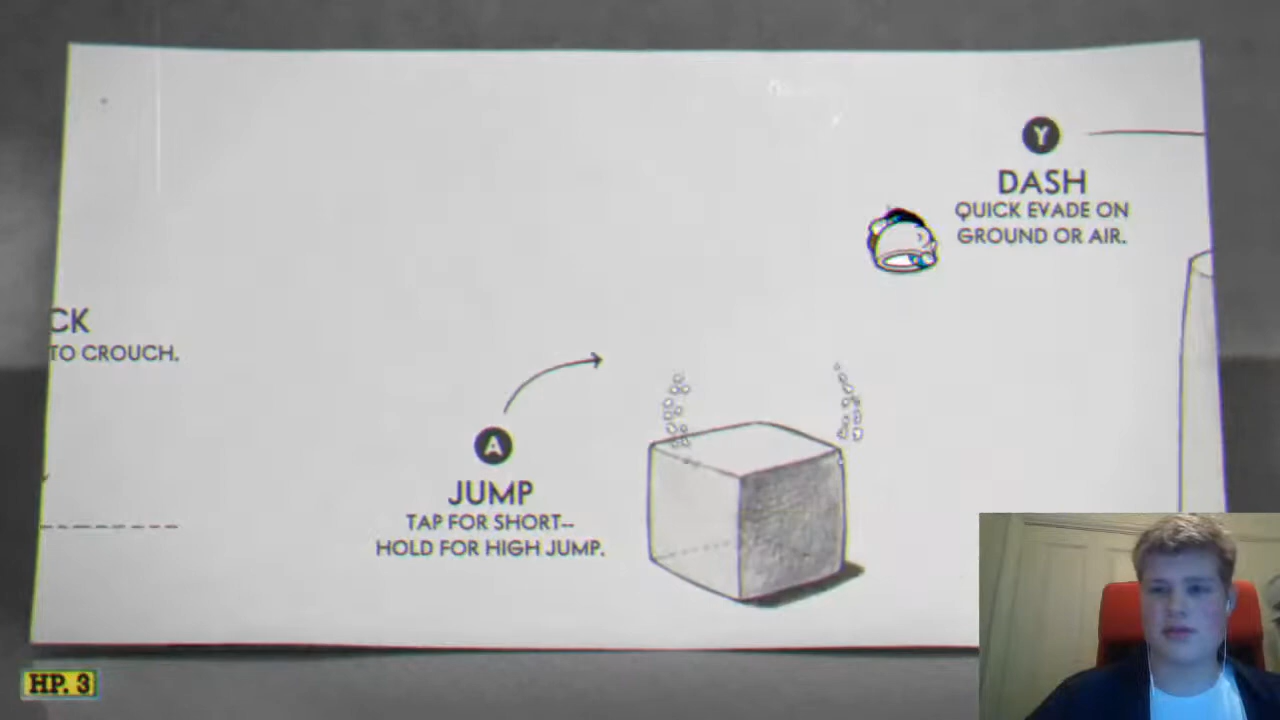 Y
DASH
QUICK EVADE ON
GROUND OR AIR.
CK
TO CROUCH.
A
JUMP
TAP FOR SHORT--
HOLD FOR HIGH JUMP.
HP. 3